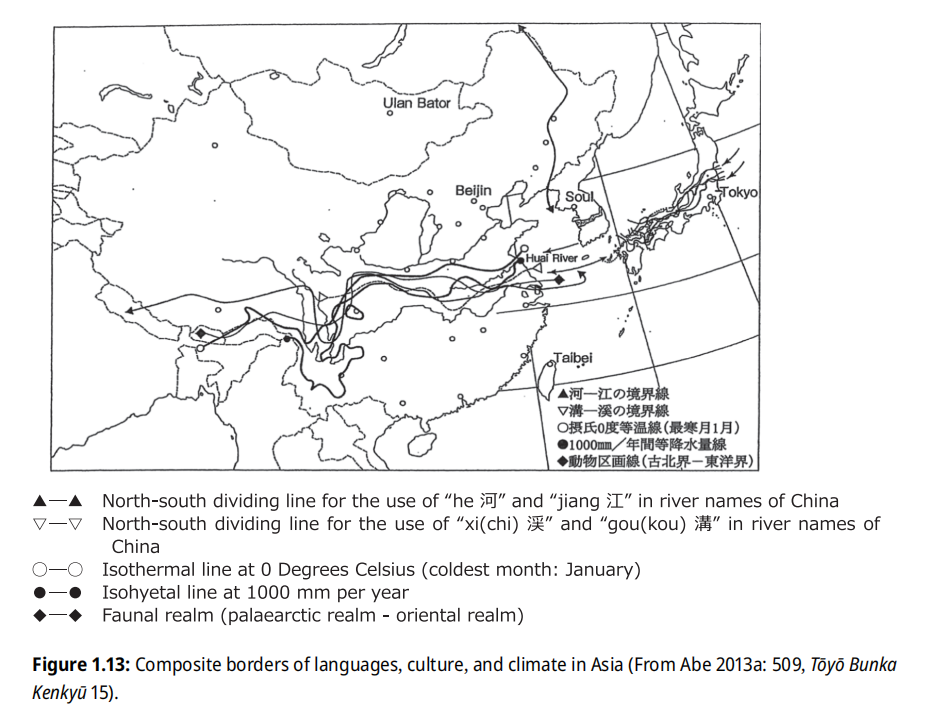 Ulan Bator
Beijin
Soul
Tokyo
Huai River
Taibei
▲河ー江の境界線
▽溝ー溪の境界線
○摂氏0度等温線（最寒月1月）
●1000㎜／年間等降水量線
◆動物区画線（古北界－東洋界）
▲—▲ North-south dividing line for the use of “he 河” and “jiang 江” in river names of China
▽—▽ North-south dividing line for the use of “xi(chi) 渓” and “gou(kou) 溝” in river names of
China
○—○ Isothermal line at 0 Degrees Celsius (coldest month: January)
●—● Isohyetal line at 1000 mm per year
◆—◆ Faunal realm (palaearctic realm - oriental realm)
Figure 1.13: Composite borders of languages, culture, and climate in Asia (From Abe 2013a: 509, Tōyō Bunka
Kenkyū 15).